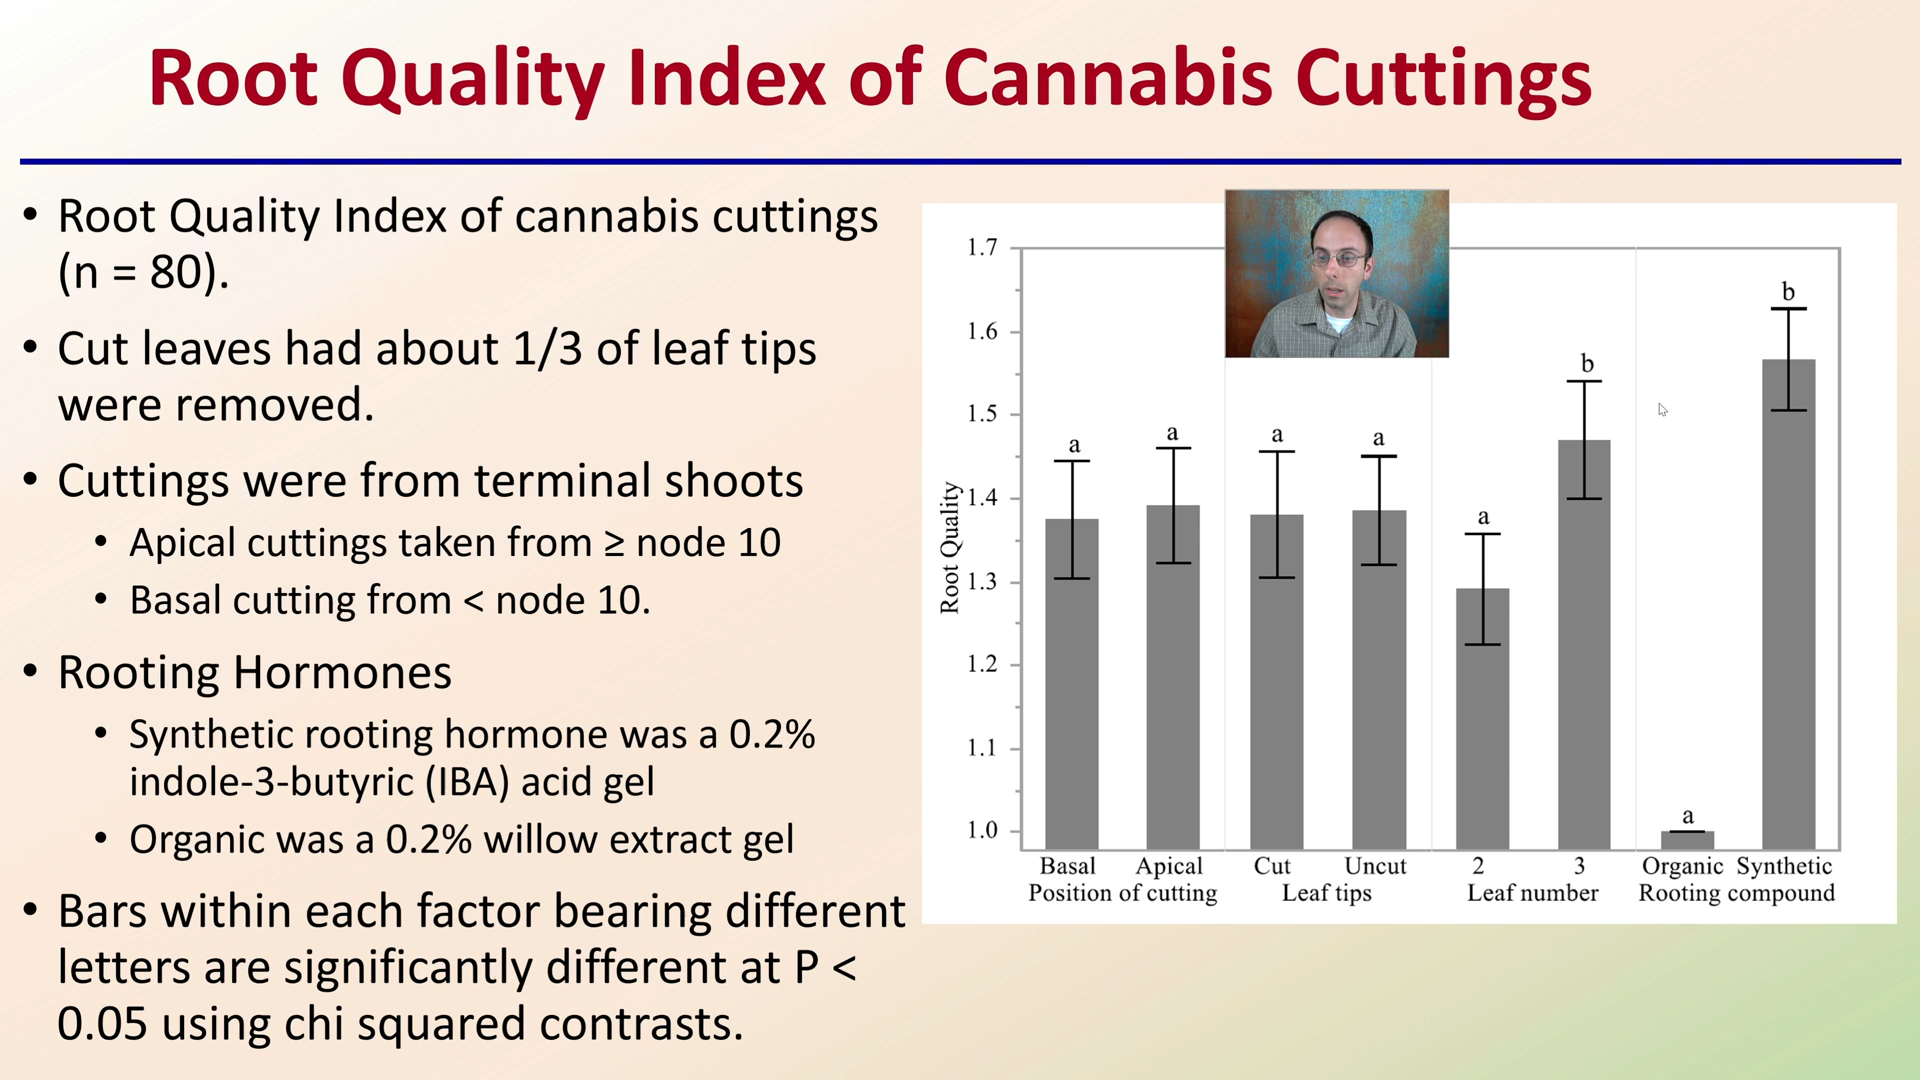 Root Quality Index of Cannabis Cuttings
• Root Quality Index of cannabis cuttings
(n = 80).
• Cut leaves had about 1/3 of leaf tips
were removed.
• Cuttings were from terminal shoots
• Apical cuttings taken from ≥ node 10
• Basal cutting from < node 10.
• Rooting Hormones
• Synthetic rooting hormone was a 0.2%
indole-3-butyric (IBA) acid gel
• Organic was a 0.2% willow extract gel
• Bars within each factor bearing different
letters are significantly different at P <
0.05 using chi squared contrasts.
Root Quality
1.7
1.6
1.5
1.4
1.3
1.2
1.1
1.0
a
a
a
a
a
b
a
b
Basal Apical Cut Uncut 2 3 Organic Synthetic
Position of cutting Leaf tips Leaf number Rooting compound